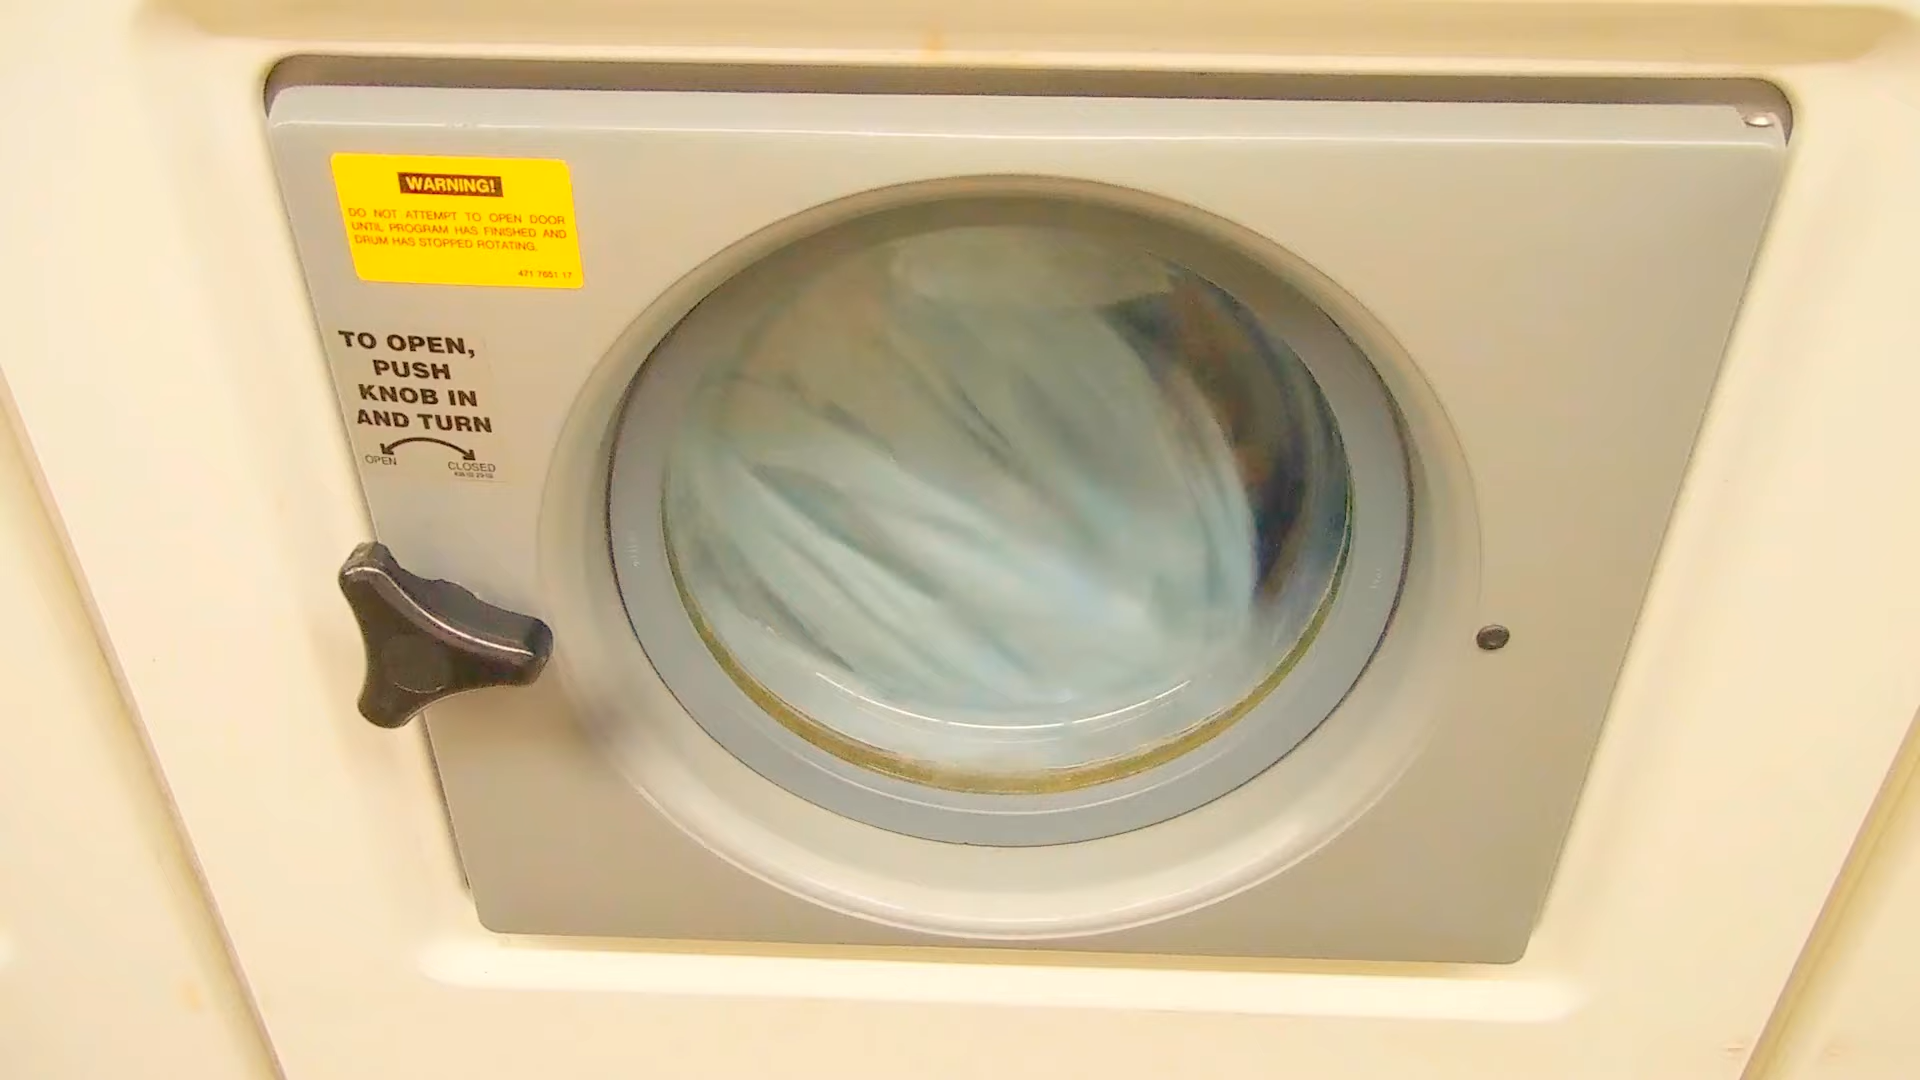 WARNING!
DO NOT ATTEMPT TO OPEN DOOR
UNTIL PROGRAM HAS FINISHED AND
DRUM HAS STOPPED ROTATING.
471 7651 17
TO OPEN,
PUSH
KNOB IN
AND TURN
OPEN
CLOSED